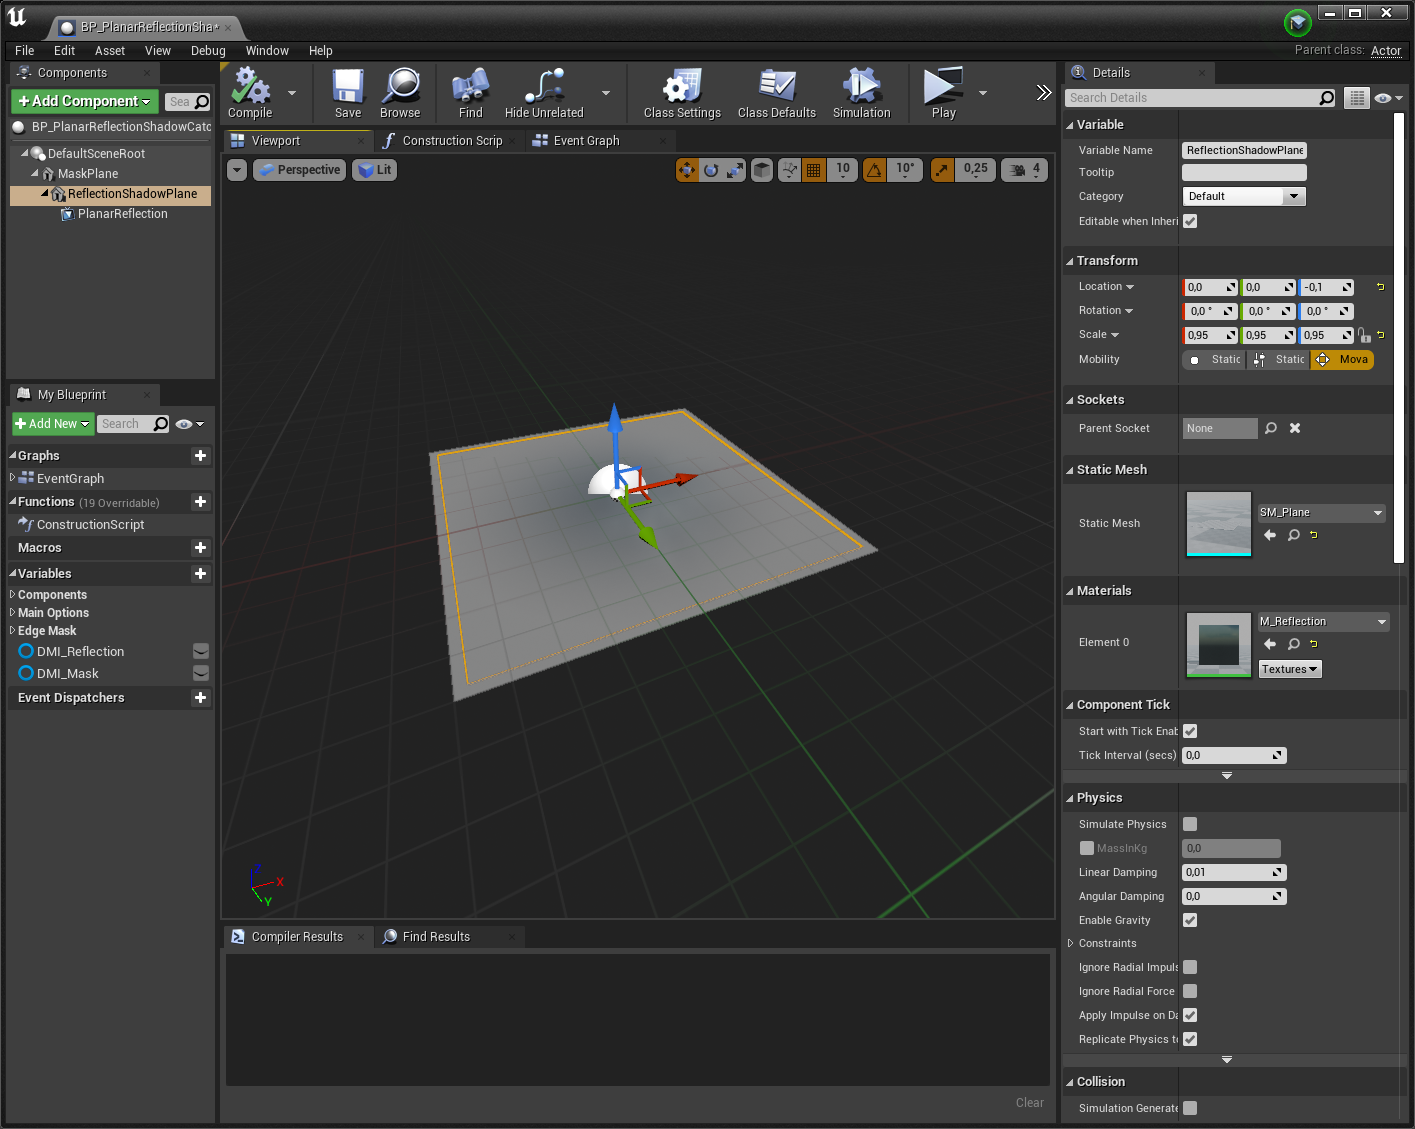 BP_PlanarReflectionSha*
File Edit Asset View Debug Window Help
Parent class: Actor
Components
+Add Component
Sea
BP_PlanarReflectionShadowCatc
DefaultSceneRoot
MaskPlane
ReflectionShadowPlane
PlanarReflection
My Blueprint
+Add New
Search
Graphs
EventGraph
Functions (19 Overridable)
ConstructionScript
Macros
Variables
Components
Main Options
Edge Mask
DMI_Reflection
DMI_Mask
Event Dispatchers
Compile
Save
Browse
Find
Hide Unrelated
Class Settings
Class Defaults
Simulation
Play
Viewport
Construction Scrip
Event Graph
Perspective
Lit
10
10°
0,25
4
Z
X
Y
Compiler Results
Find Results
Clear
Details
Search Details
Variable
Variable Name ReflectionShadowPlane
Tooltip
Category Default
Editable when Inheri
Transform
Location 0,0 0,0 -0,1
Rotation 0,0 ° 0,0 ° 0,0 °
Scale 0,95 0,95 0,95
Mobility Static Static Mova
Sockets
Parent Socket None
Static Mesh
Static Mesh SM_Plane
Materials
Element 0 M_Reflection
Textures
Component Tick
Start with Tick Enab
Tick Interval (secs) 0,0
Physics
Simulate Physics
MassInKg 0,0
Linear Damping 0,01
Angular Damping 0,0
Enable Gravity
Constraints
Ignore Radial Impuls
Ignore Radial Force
Apply Impulse on Da
Replicate Physics to
Collision
Simulation Generate